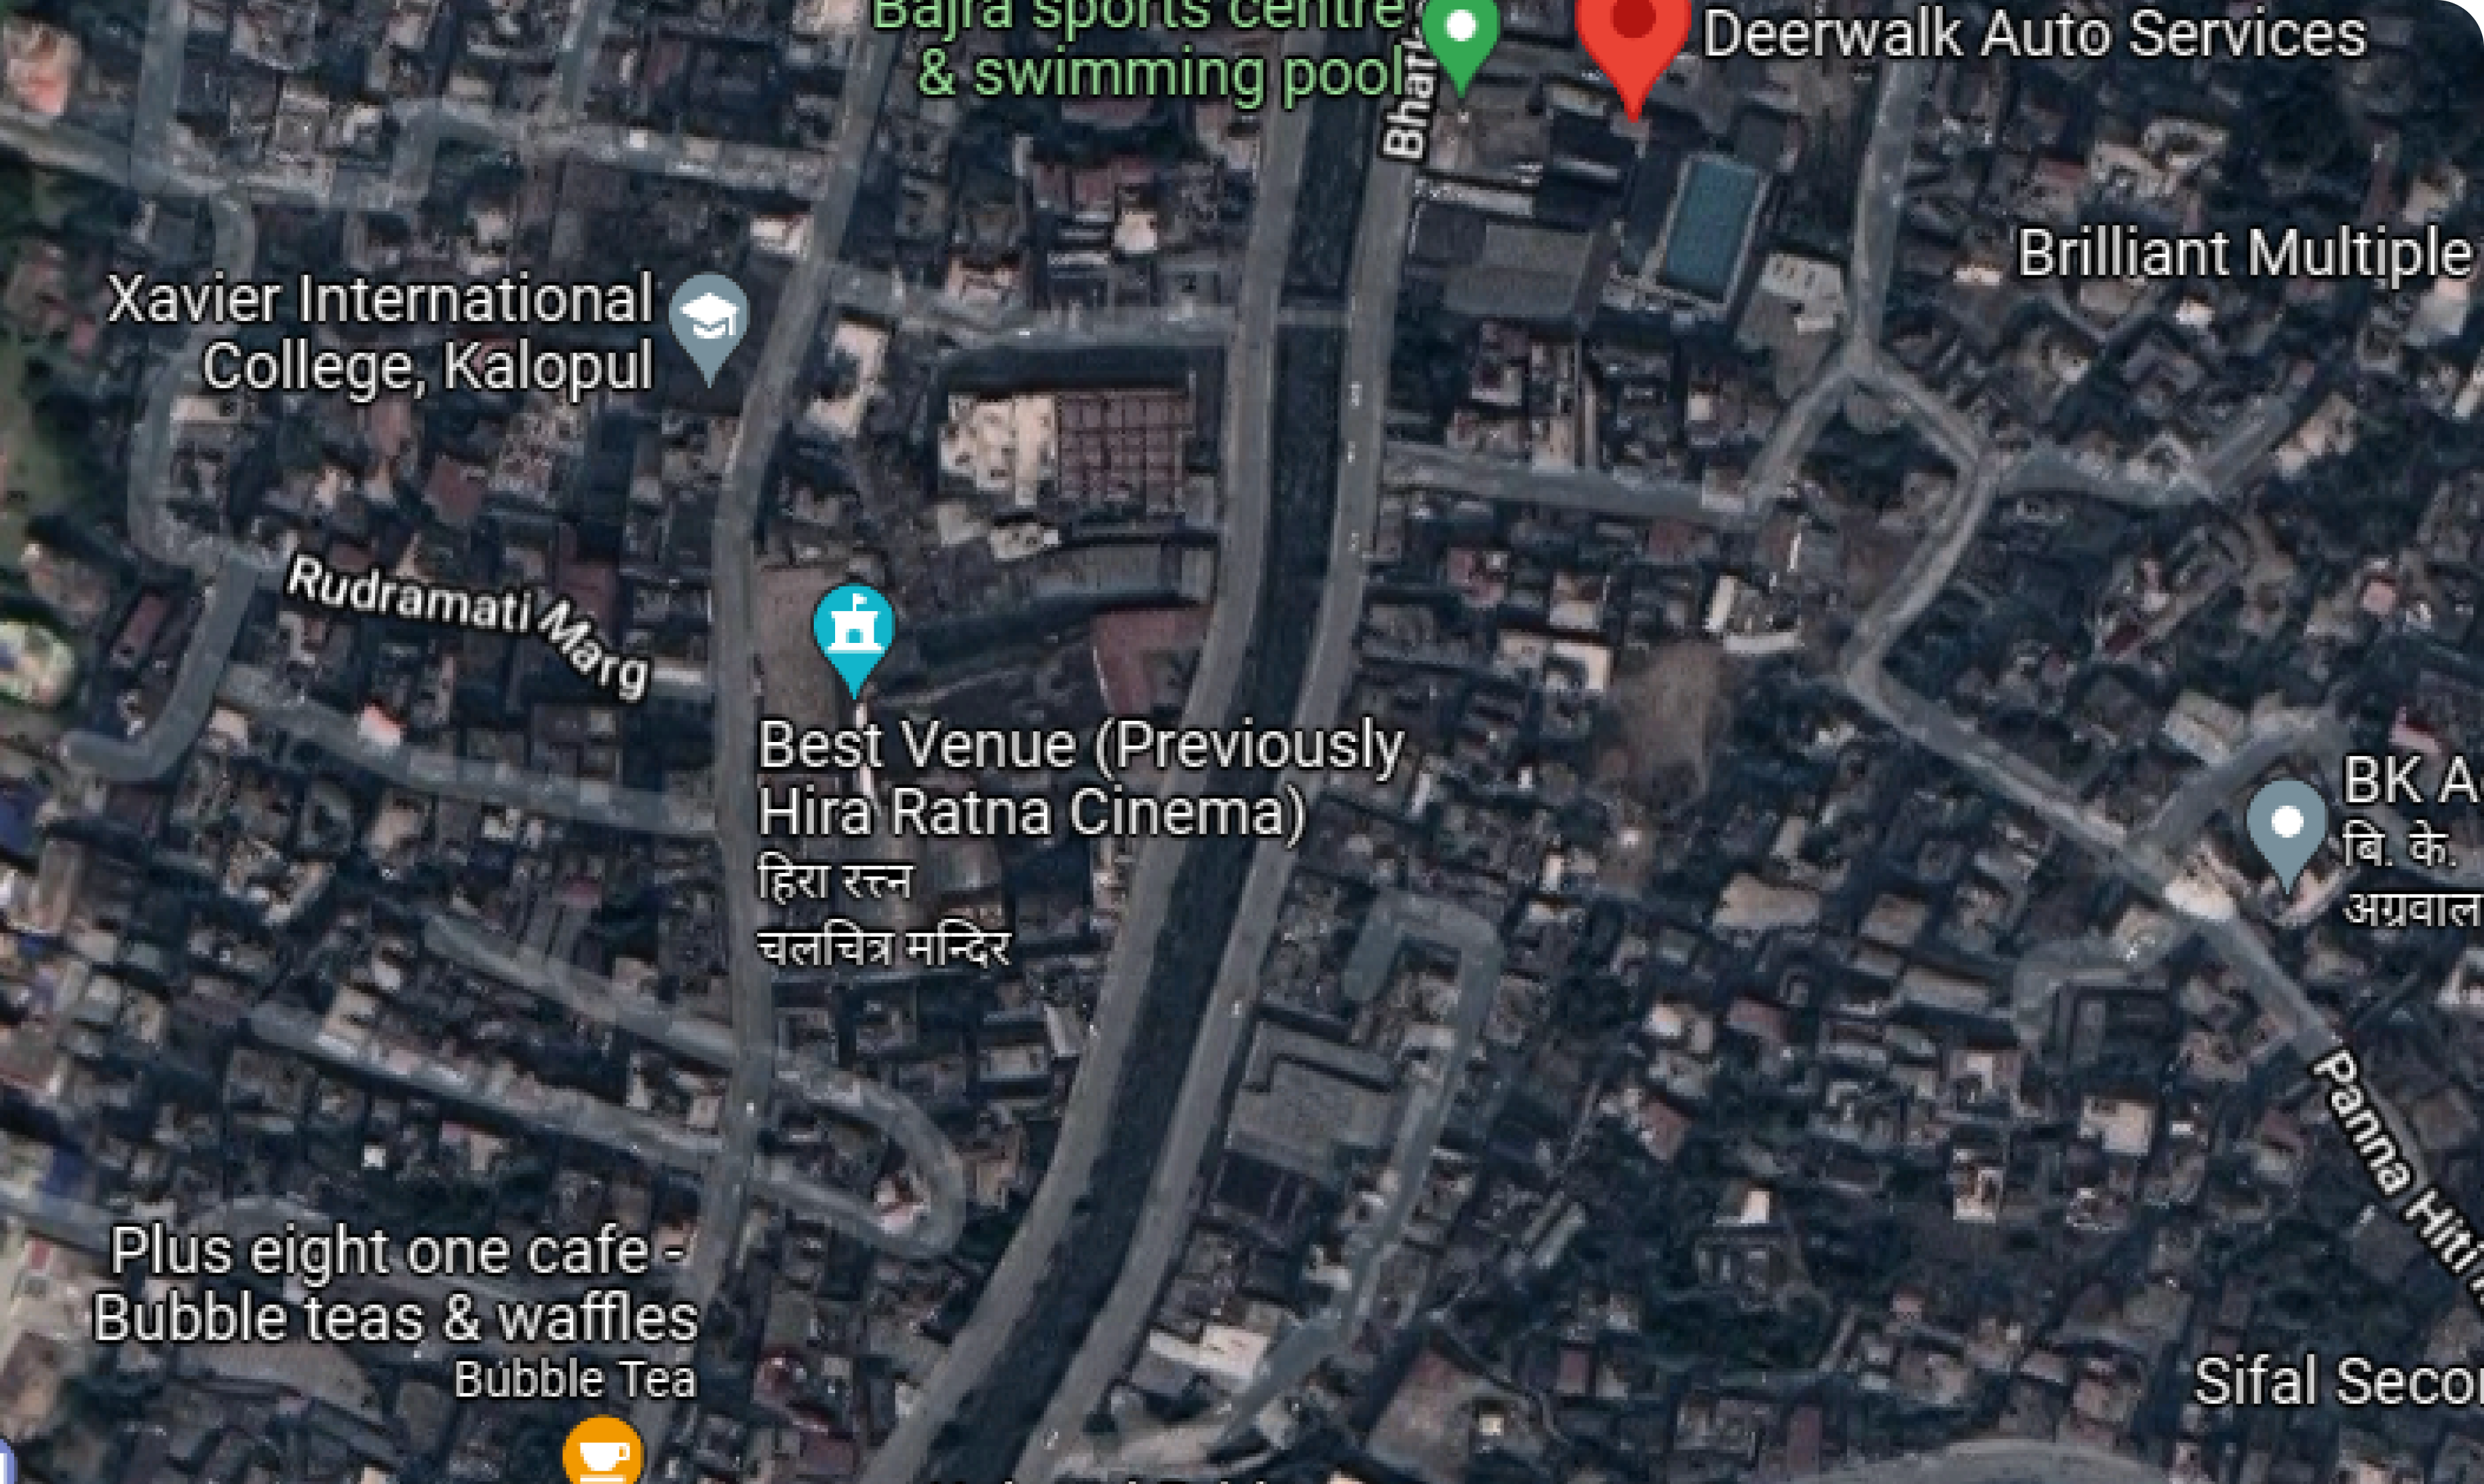 Bajra sports centre
& swimming pool
Deerwalk Auto Services
Brilliant Multiple
Xavier International
College, Kalopul
Rudramati Marg
Best Venue (Previously
Hira Ratna Cinema)
हिरा रत्न
चलचित्र मन्दिर
BK A
बि. के.
अग्रवाल
Panna Hiti
Plus eight one cafe -
Bubble teas & waffles
Bubble Tea
Sifal